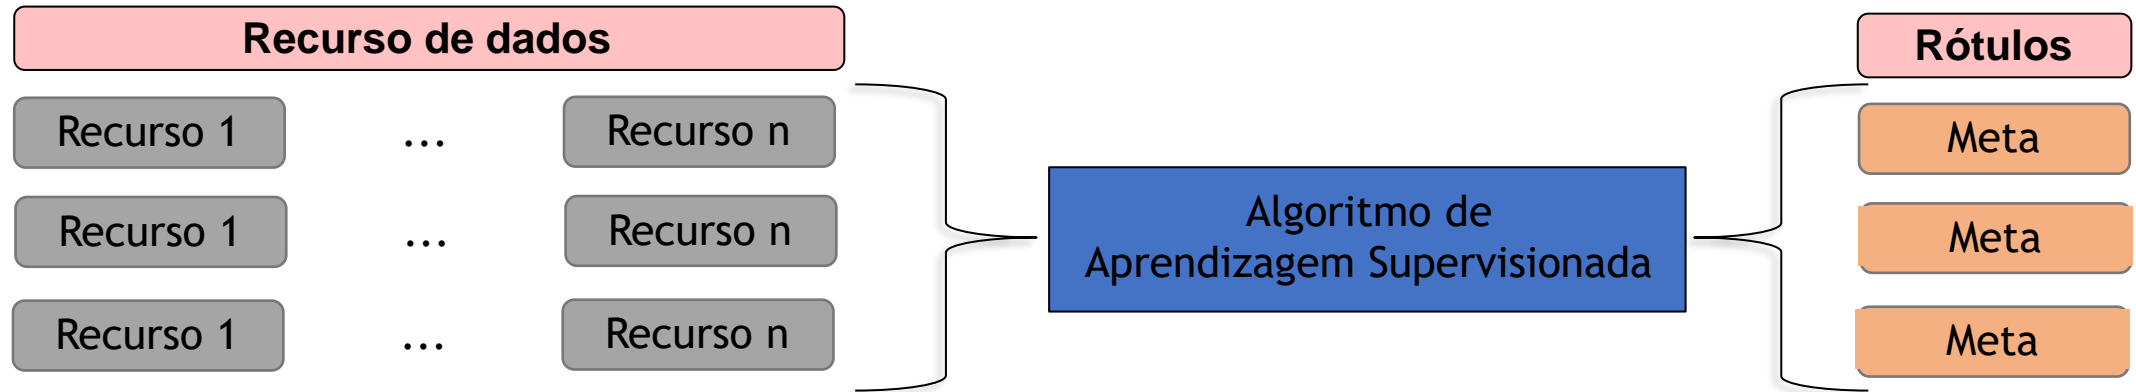 Recurso de dados
Rótulos
Recurso 1 ... Recurso n
Meta
Recurso 1 ... Recurso n
Meta
Recurso 1 ... Recurso n
Meta
Algoritmo de
Aprendizagem Supervisionada